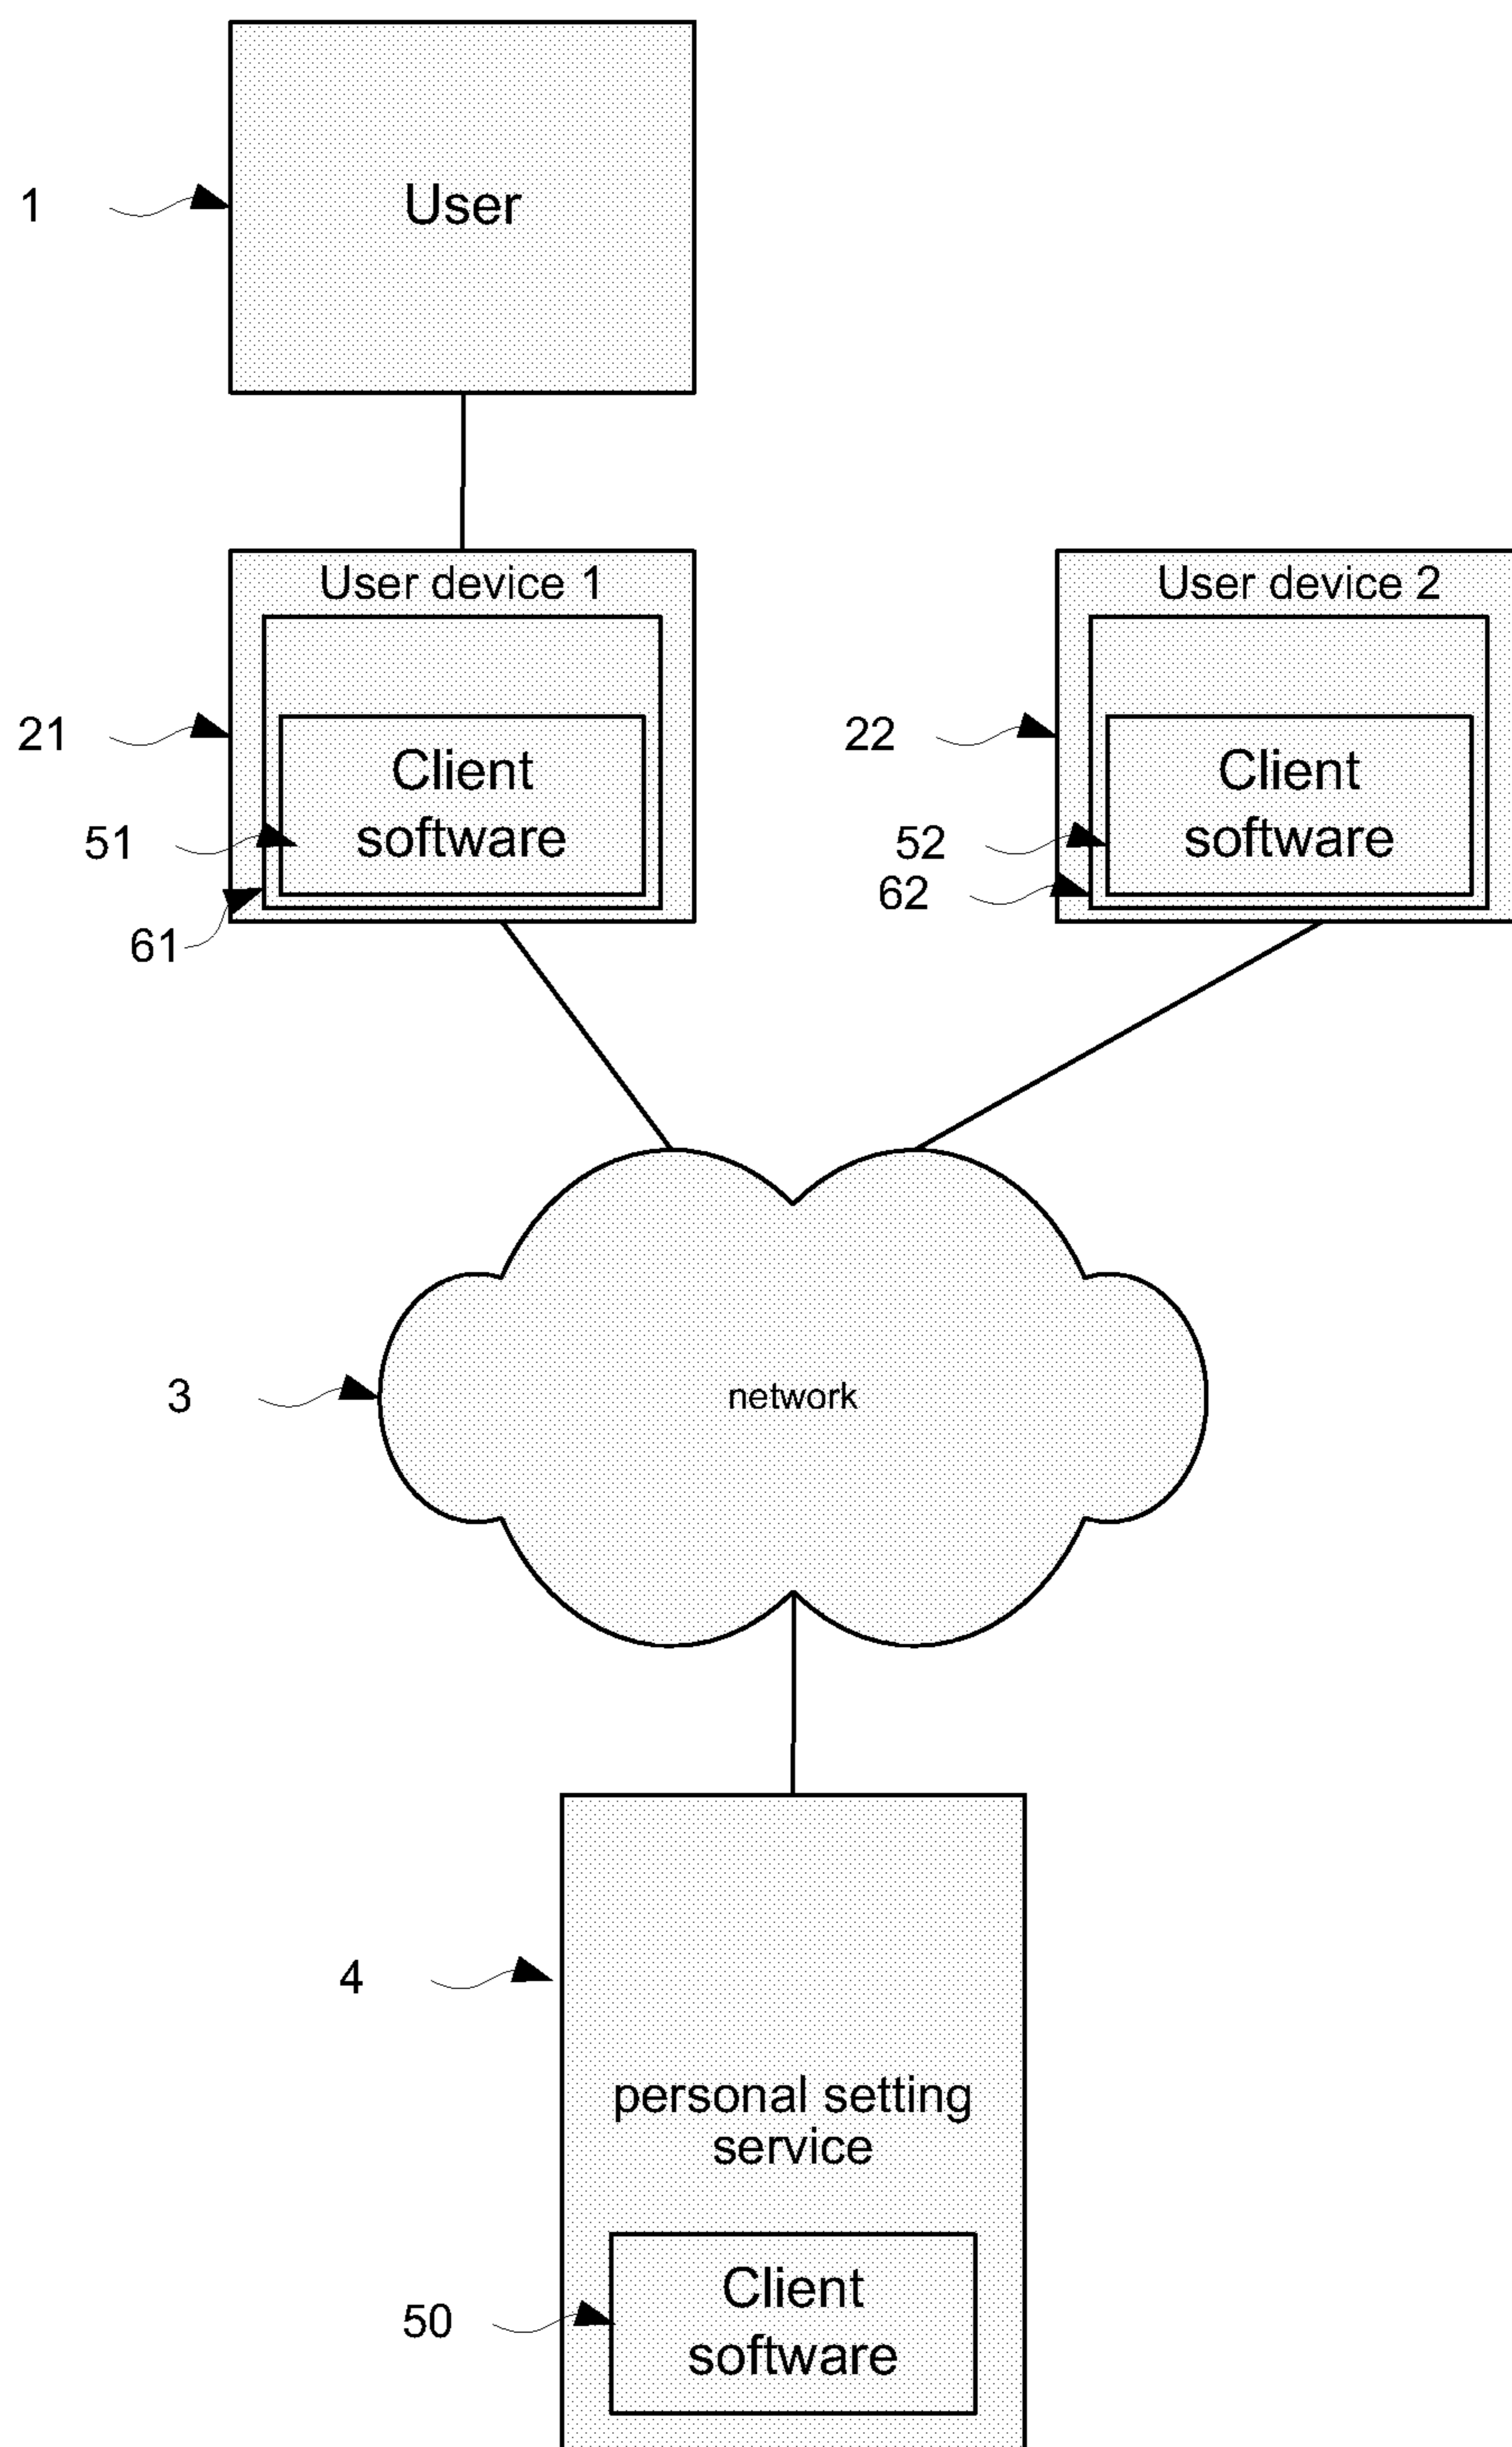 1
User
User device 1
User device 2
21
22
Client
software
Client
software
51
52
62
61
3
network
4
personal setting
service
Client
software
50